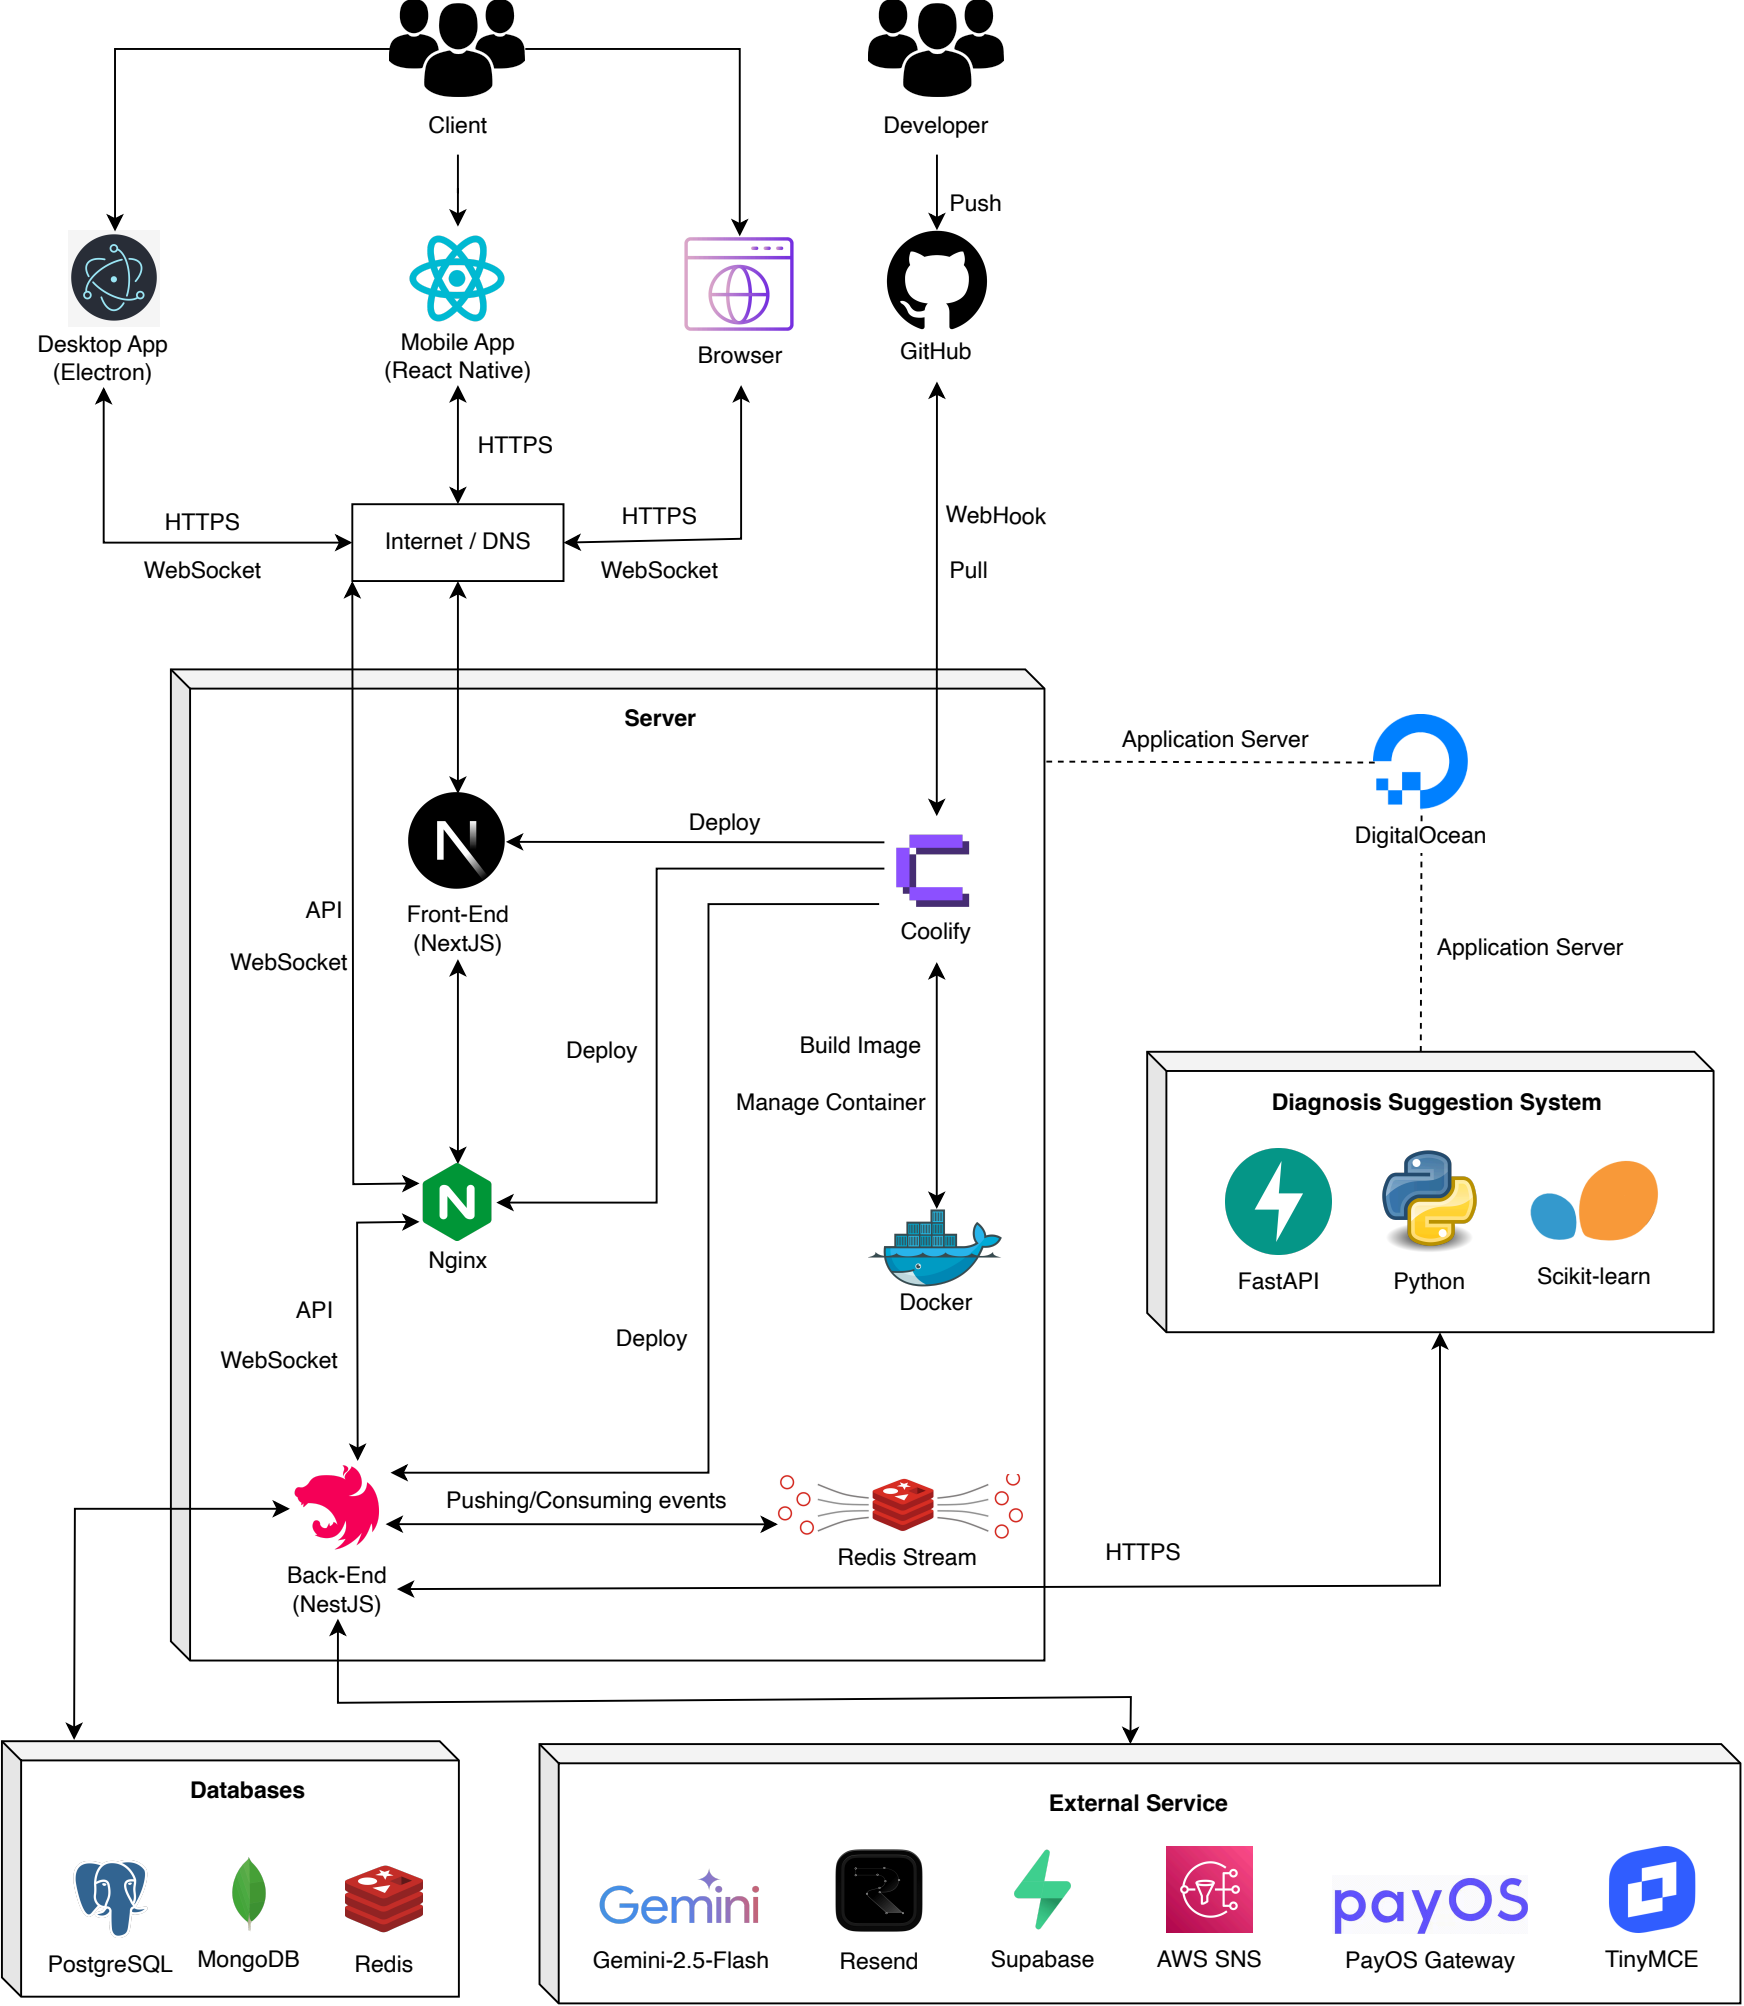 Client
Developer
Push
Desktop App
(Electron)
Mobile App
(React Native)
Browser
GitHub
HTTPS
HTTPS
WebSocket
Internet / DNS
HTTPS
WebSocket
WebHook
Pull
Server
Application Server
DigitalOcean
Deploy
API
WebSocket
Front-End
(NextJS)
Coolify
Application Server
Deploy
Build Image
Manage Container
Diagnosis Suggestion System
FastAPI
Python
Scikit-learn
Nginx
Docker
API
WebSocket
Deploy
Pushing/Consuming events
Redis Stream
HTTPS
Back-End
(NestJS)
Databases
PostgreSQL
MongoDB
Redis
External Service
Gemini
payOS
Gemini-2.5-Flash
Resend
Supabase
AWS SNS
PayOS Gateway
TinyMCE